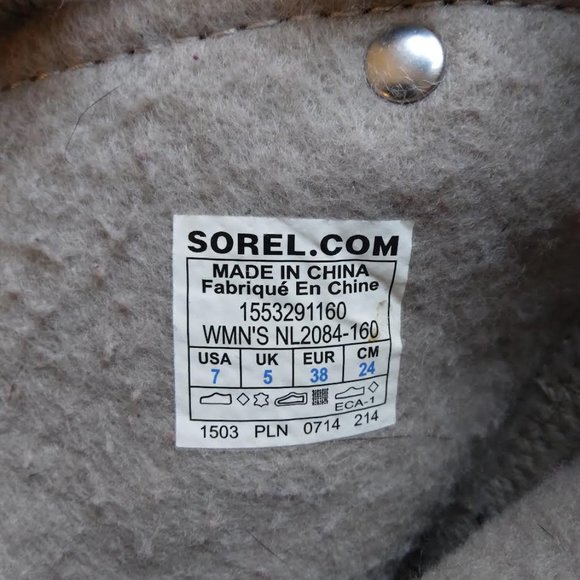 SOREL.COM
MADE IN CHINA
Fabriqué En Chine
1553291160
WMN'S NL2084-160
USA UK EUR CM
7 5 38 24
ECA-1
1503 PLN 0714 214